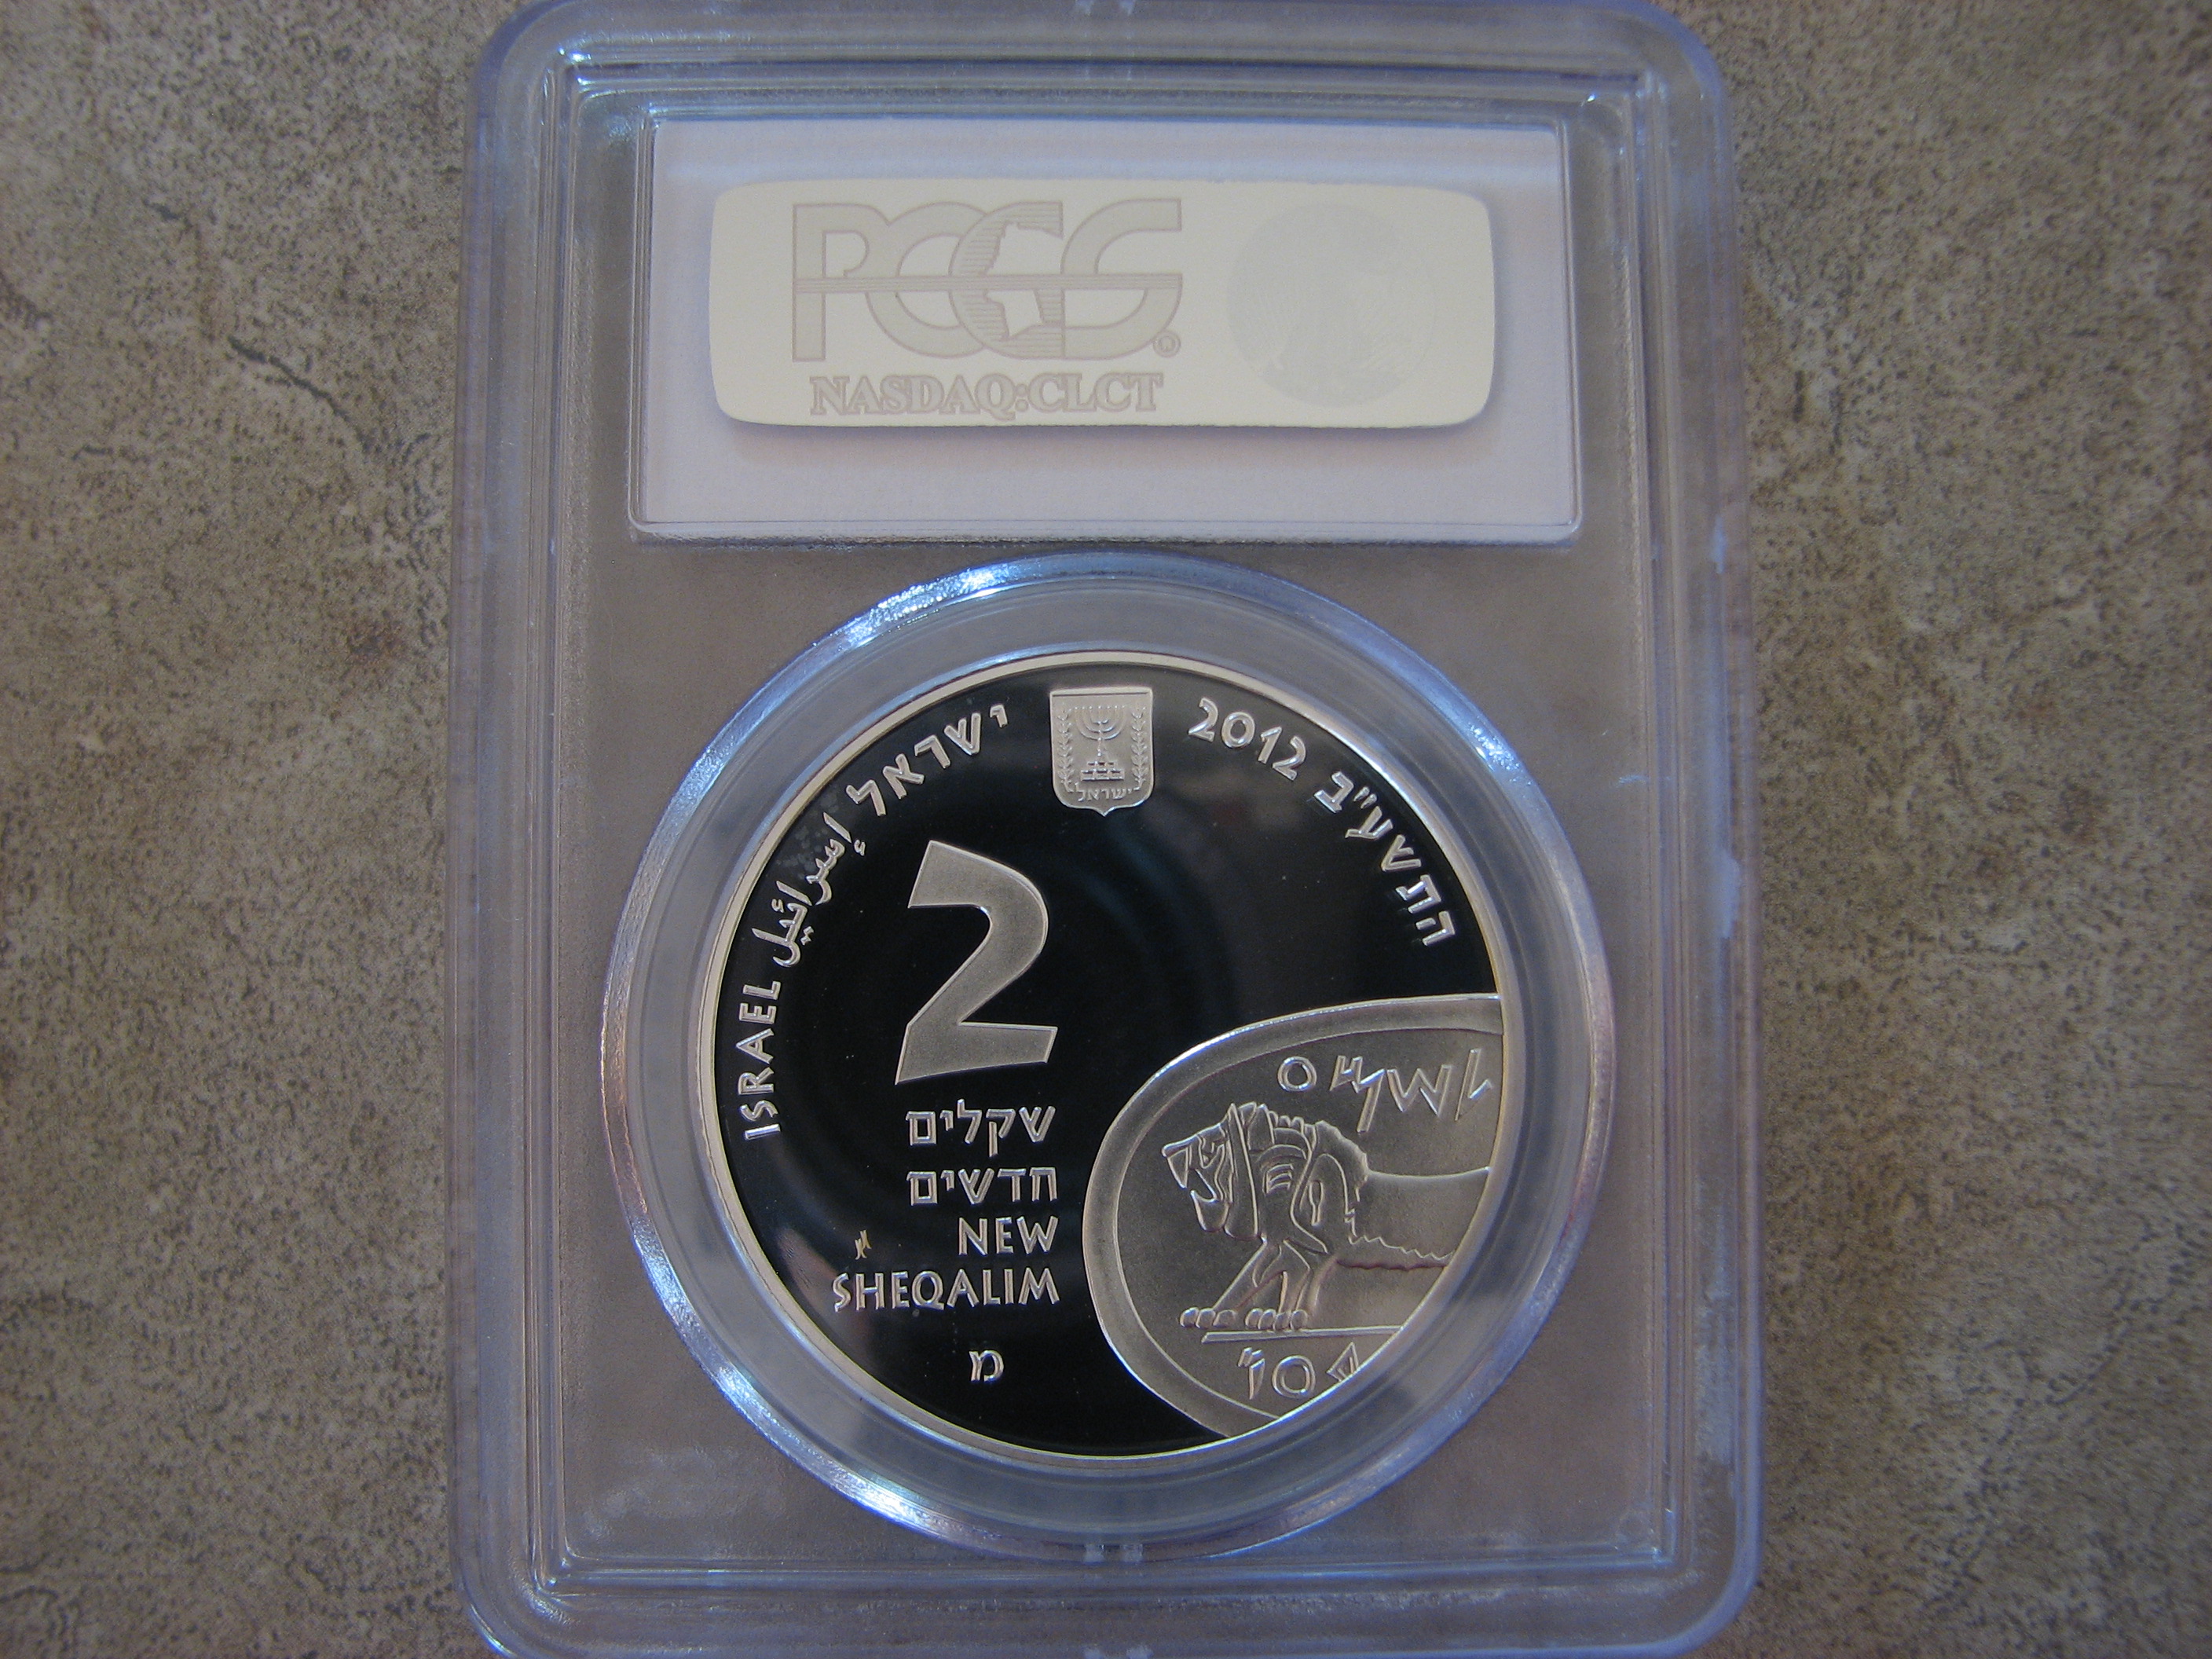 PCGS
NASDAQ:CLCT
ISRAEL إسرائيل ישראל
ישראל
2012 התשע"ב
2
שקלים
חדשים
NEW
SHEQALIM
מ